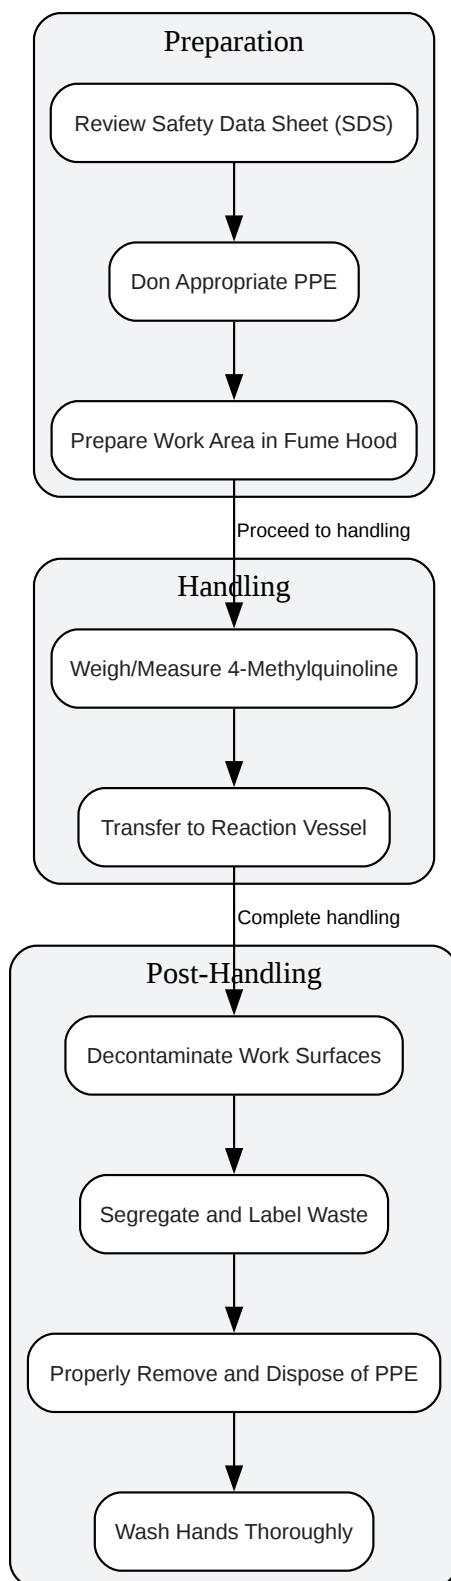 Preparation
Review Safety Data Sheet (SDS)
Don Appropriate PPE
Prepare Work Area in Fume Hood
Proceed to handling
Handling
Weigh/Measure 4-Methylquinoline
Transfer to Reaction Vessel
Complete handling
Post-Handling
Decontaminate Work Surfaces
Segregate and Label Waste
Properly Remove and Dispose of PPE
Wash Hands Thoroughly